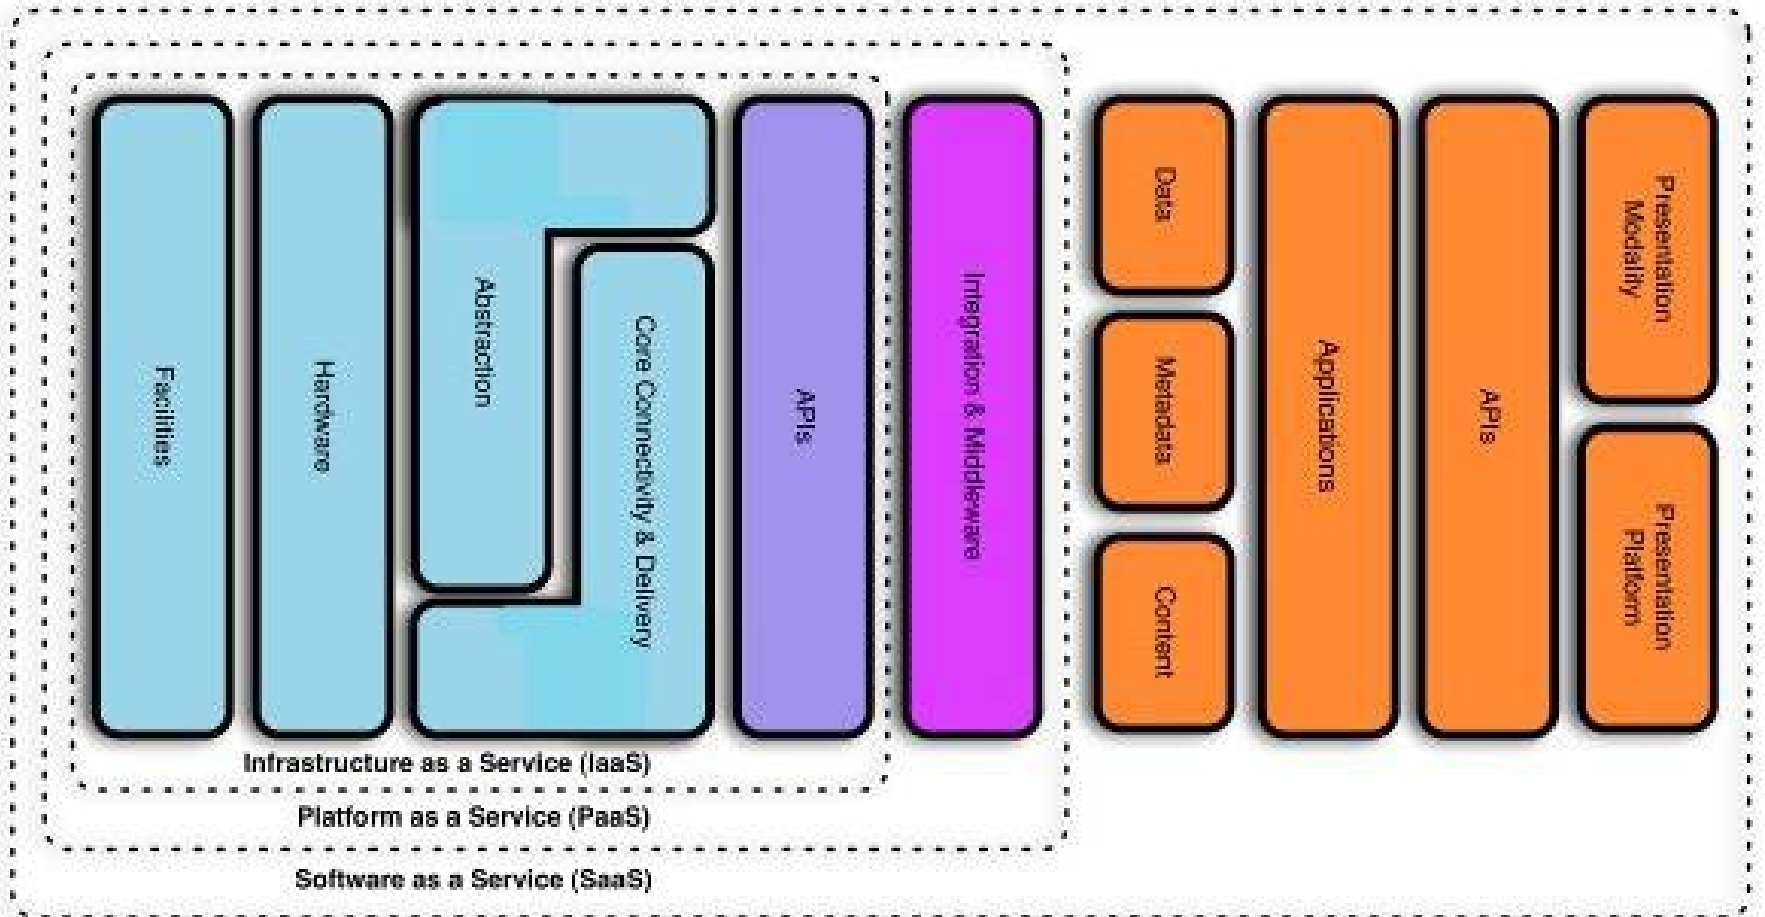 Facilities
Hardware
Abstraction
Core Connectivity & Delivery
APIs
Integration & Middleware
Data
Metadata
Content
Applications
APIs
Presentation
Modality
Presentation
Platform
Infrastructure as a Service (IaaS)
Platform as a Service (PaaS)
Software as a Service (SaaS)